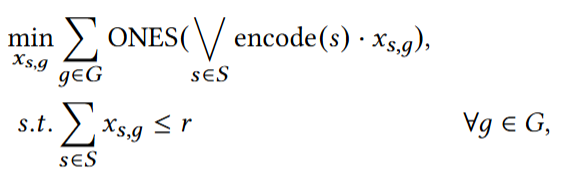 min_{x_{s,g}} ∑_{g∈G} ONES(⋁_{s∈S} encode(s) · x_{s,g}),
s.t. ∑_{s∈S} x_{s,g} ≤ r ∀g ∈ G,